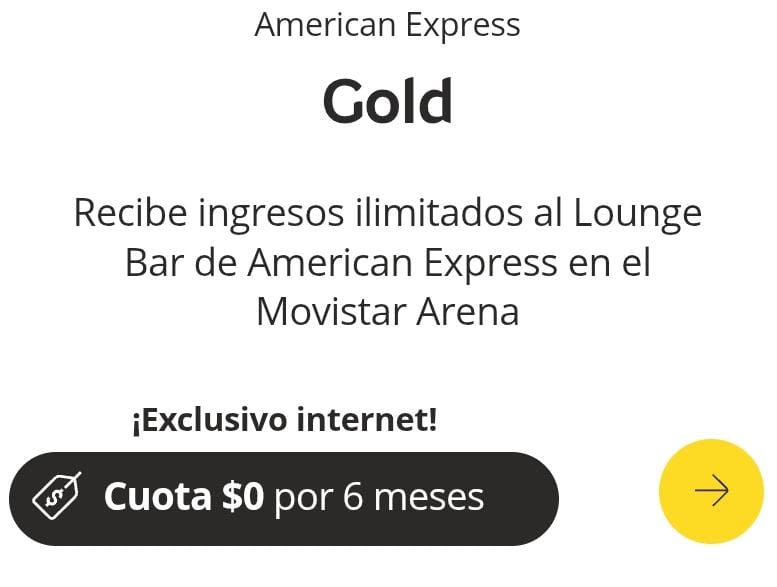 American Express
Gold
Recibe ingresos ilimitados al Lounge
Bar de American Express en el
Movistar Arena
¡Exclusivo internet!
Cuota $0 por 6 meses